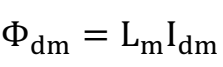 Φdm = LmIdm